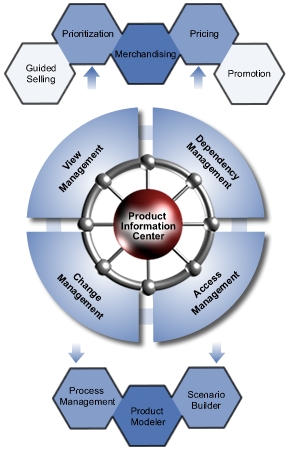 Prioritization
Pricing
Merchandising
Guided
Selling
Promotion
View
Management
Dependency
Management
Product
Information
Center
Change
Management
Access
Management
Process
Management
Product
Modeler
Scenario
Builder